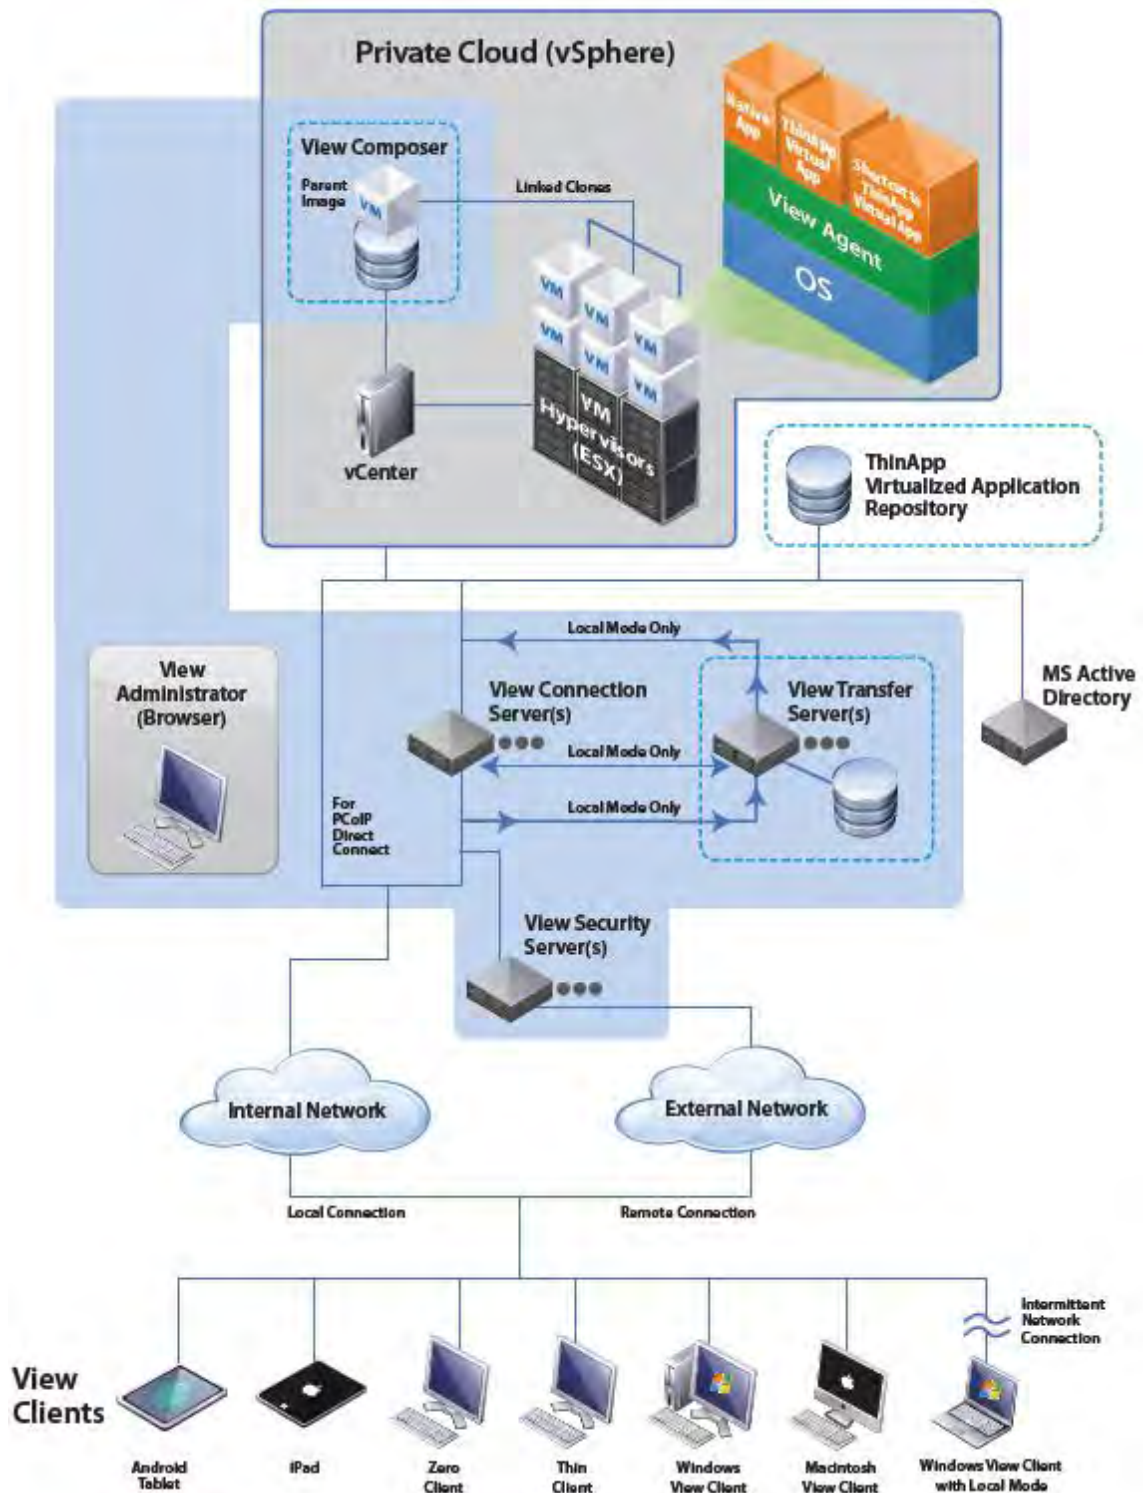 Private Cloud (vSphere)
View Composer
Parent
Image
VM
Linked Clones
Native
App
ThinApp
Virtual
App
Shortcut to
ThinApp
Virtual App
View Agent
OS
VM
VM
VM
VM
VM
VM
VM
Hypervisors
(ESX)
vCenter
ThinApp
Virtualized Application
Repository
Local Mode Only
View
Administrator
(Browser)
View Connection
Server(s)
View Transfer
Server(s)
MS Active
Directory
Local Mode Only
For
PCoIP
Direct
Connect
Local Mode Only
View Security
Server(s)
Internal Network
External Network
Local Connection
Remote Connection
Intermittent
Network
Connection
View
Clients
Android
Tablet
iPad
Zero
Client
Thin
Client
Windows
View Client
Macintosh
View Client
Windows View Client
with Local Mode